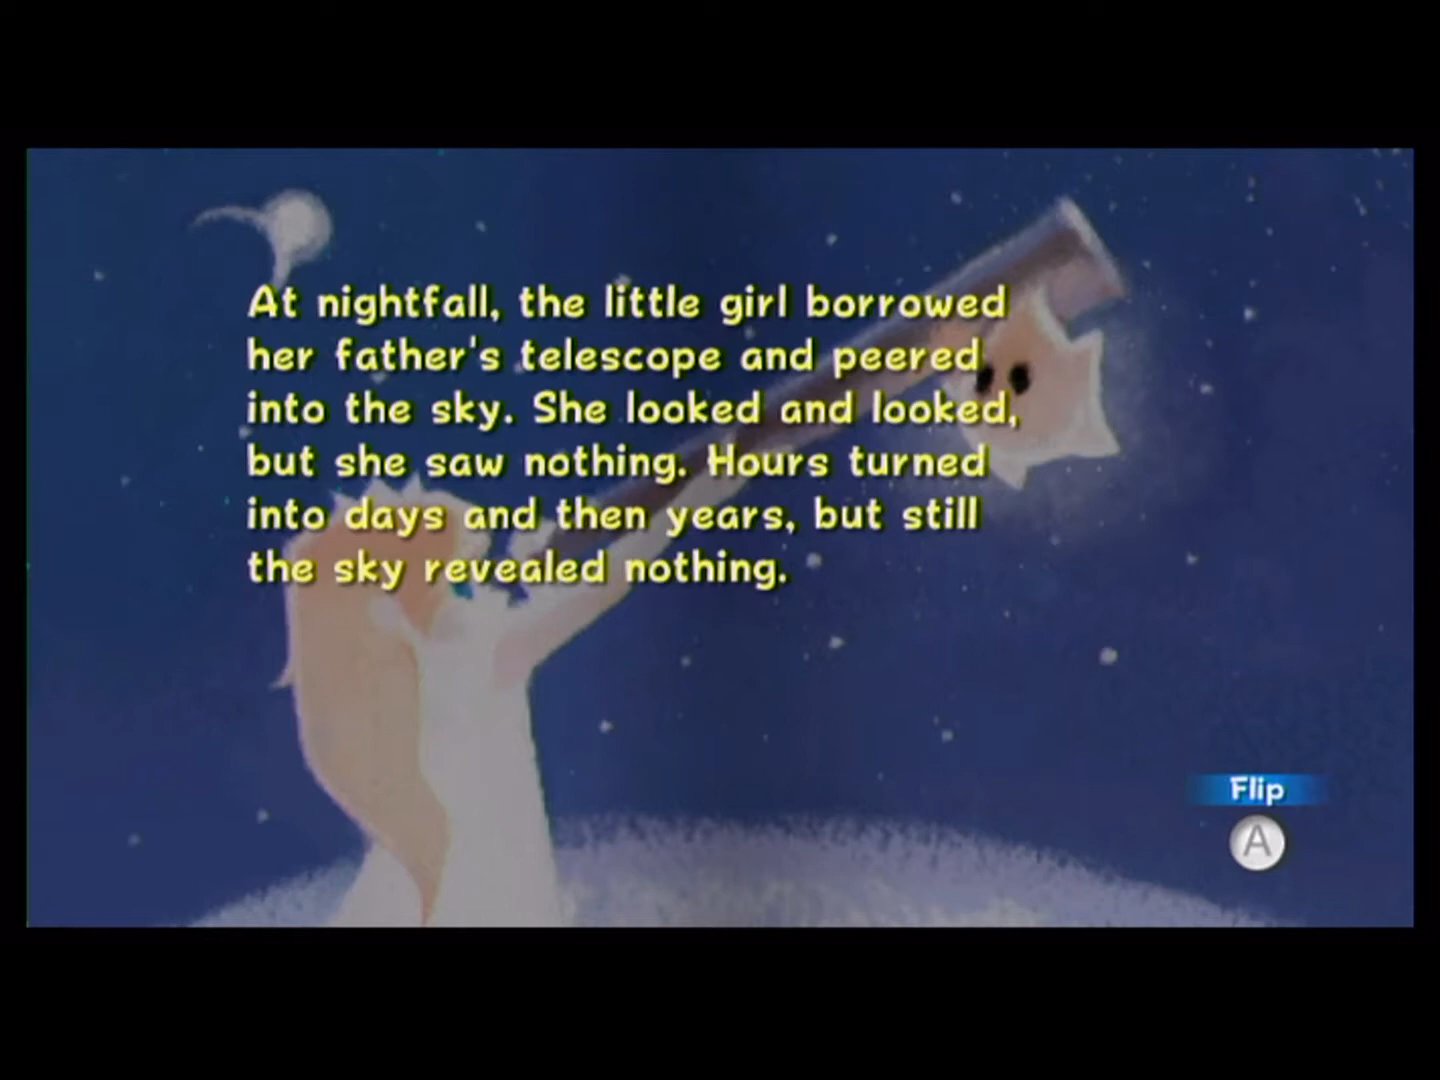 At nightfall, the little girl borrowed
her father's telescope and peered
into the sky. She looked and looked,
but she saw nothing. Hours turned
into days and then years, but still
the sky revealed nothing.
Flip
A